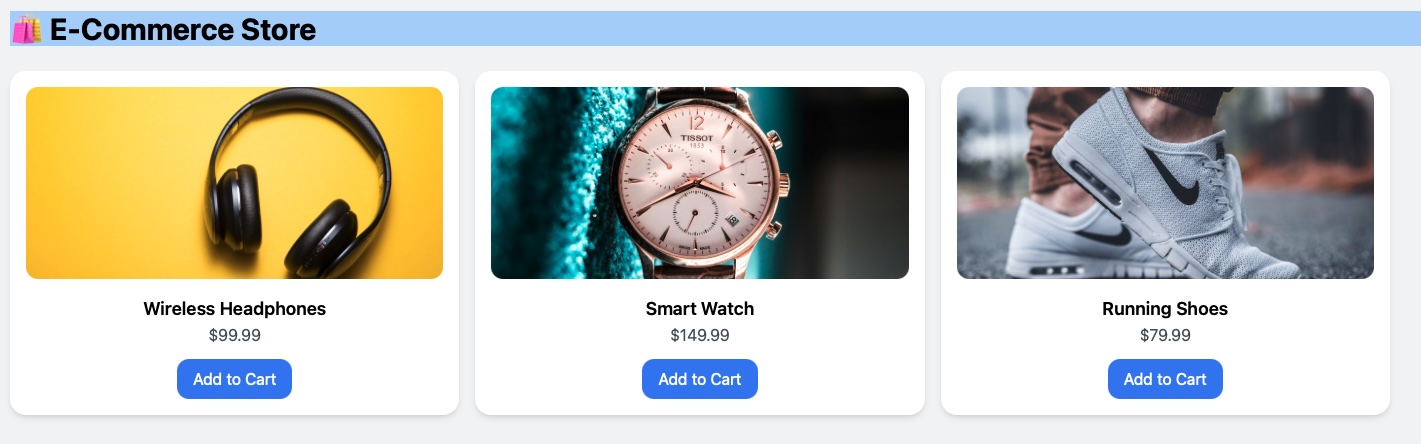 E-Commerce Store
12
TISSOT
1853
Wireless Headphones
Smart Watch
Running Shoes
$99.99
$149.99
$79.99
Add to Cart
Add to Cart
Add to Cart